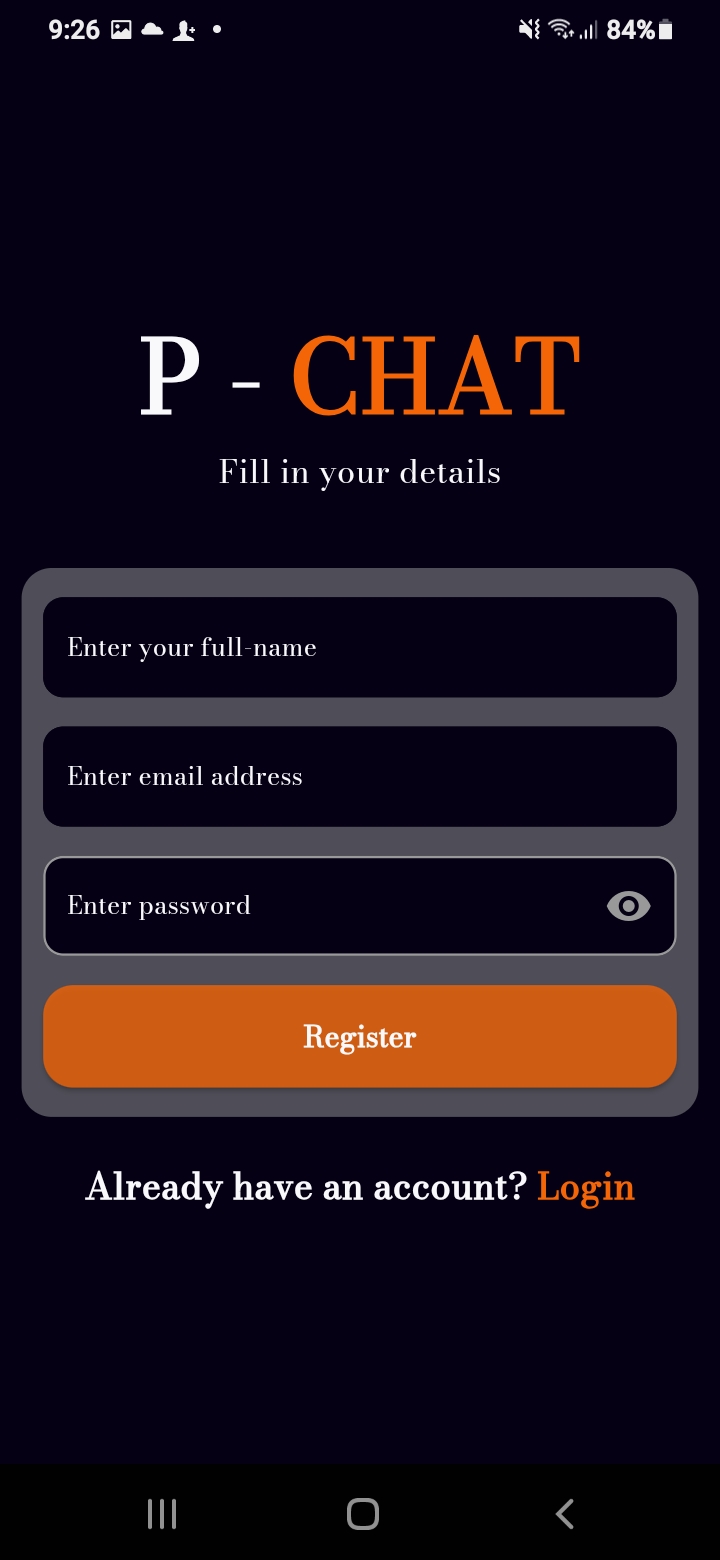 9:26 84%
P - CHAT
Fill in your details
Enter your full-name
Enter email address
Enter password
Register
Already have an account? Login